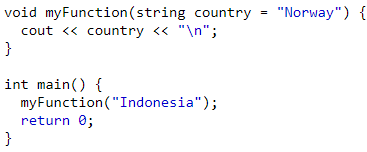 void myFunction(string country = "Norway") {
  cout << country << "\n";
}

int main() {
  myFunction("Indonesia");
  return 0;
}